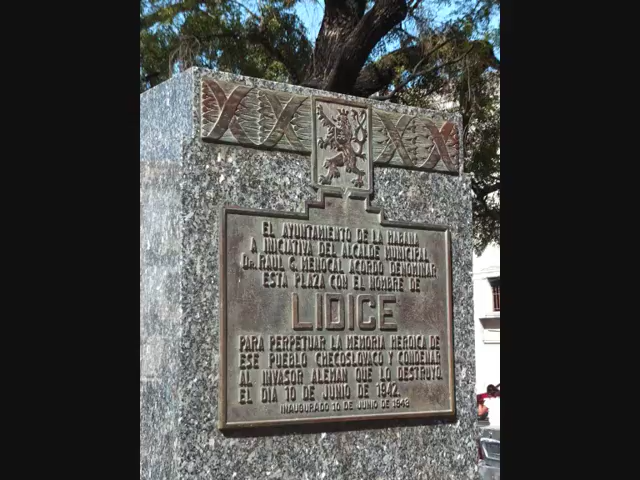 EL AYUNTAMIENTO DE LA HABANA
A INICIATIVA DEL ALCALDE MUNICIPAL
DR. RAUL G. MENOCAL ACORDO DENOMINAR
ESTA PLAZA CON EL NOMBRE DE
LIDICE
PARA PERPETUAR LA MEMORIA HEROICA DE
ESE PUEBLO CHECOSLOVACO Y CONDENAR
AL INVASOR ALEMAN QUE LO DESTRUYO,
EL DIA 10 DE JUNIO DE 1942.
INAUGURADO 10 DE JUNIO DE 1943